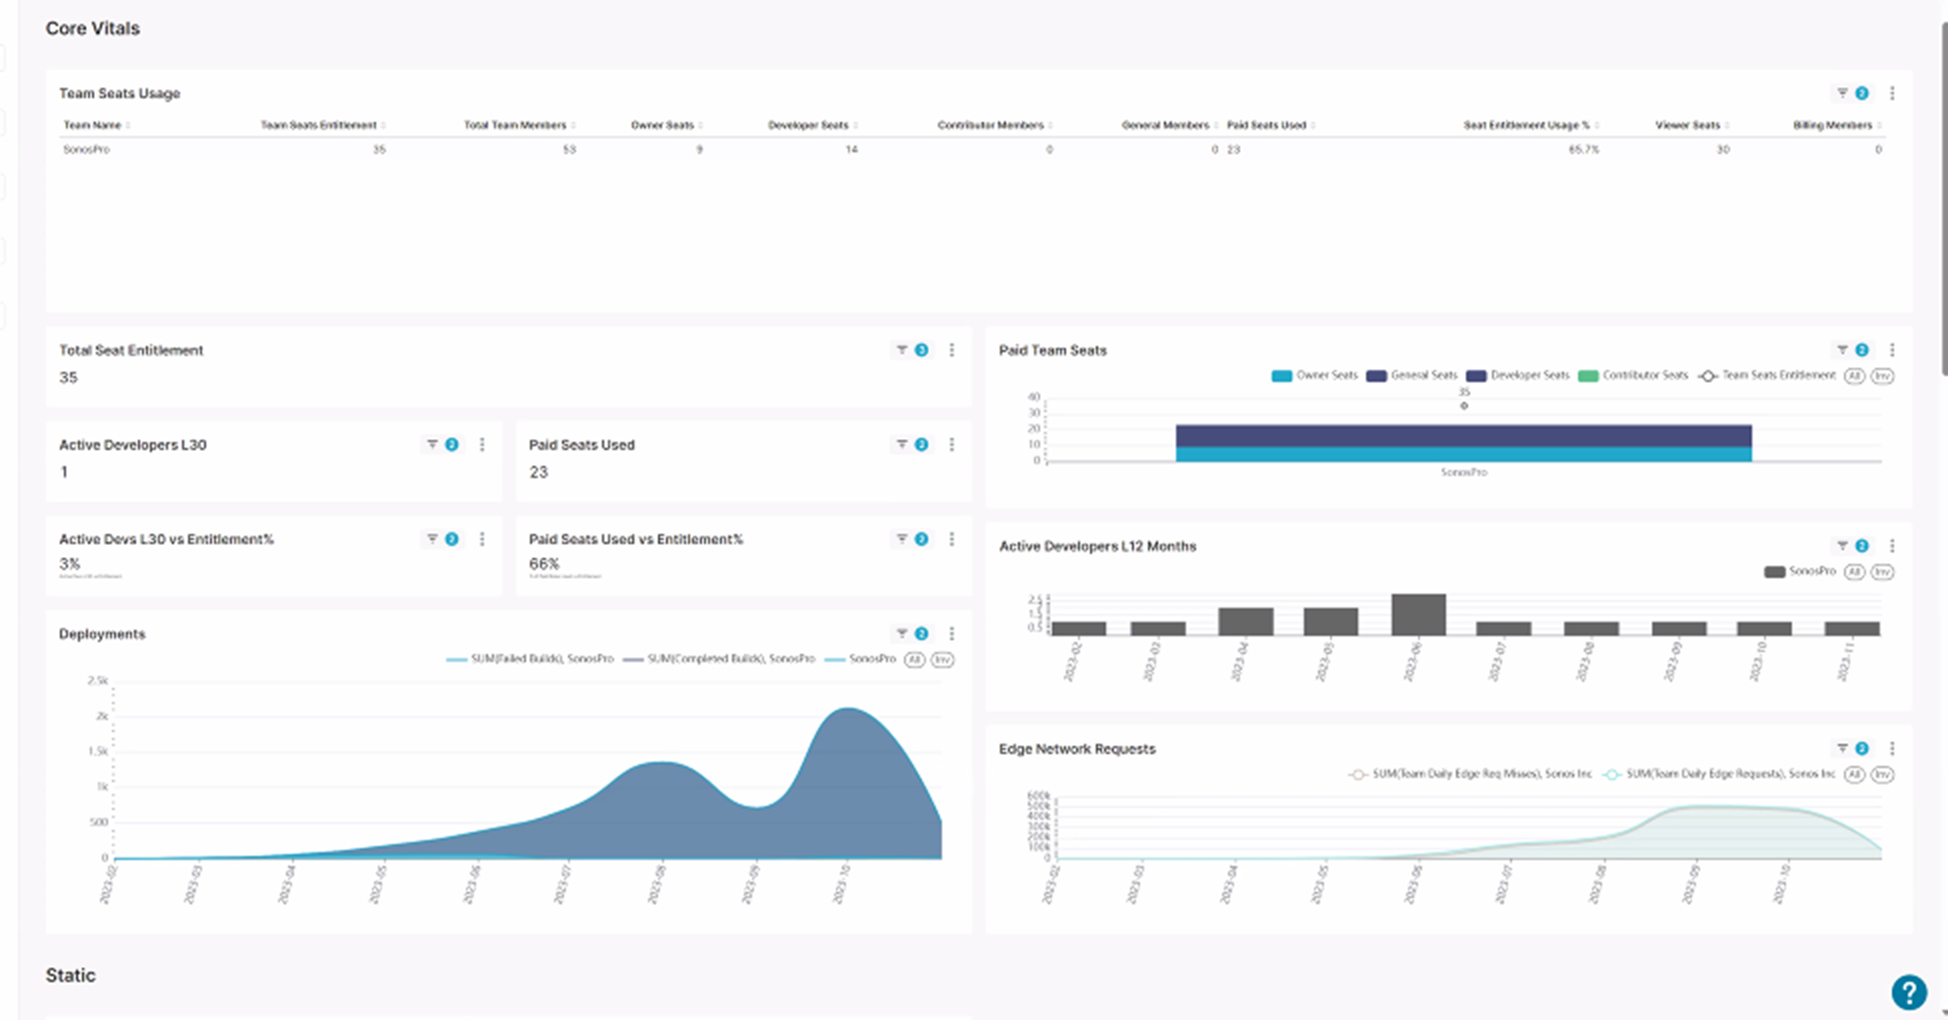 Core Vitals
Team Seats Usage
2
Team Name Team Seats Entitlement Total Team Members Owner Seats Developer Seats Contributor Members General Members Paid Seats Used Seat Entitlement Usage % Viewer Seats Billing Members
SonosPro 35 53 9 14 0 0 23 65.7% 30 0
Total Seat Entitlement
3
35
Active Developers L30
2
1
Paid Seats Used
2
23
Active Devs L30 vs Entitlement%
2
3%
Paid Seats Used vs Entitlement%
2
66%
Deployments
2
SUM(Failed Builds), SonosPro SUM(Completed Builds), SonosPro SonosPro All Inv
2.5k
2k
1.5k
1k
500
0
2023-02 2023-03 2023-04 2023-05 2023-06 2023-07 2023-08 2023-09 2023-10
Paid Team Seats
2
Owner Seats General Seats Developer Seats Contributor Seats Team Seats Entitlement All Inv
35
40
30
20
10
0
SonosPro
Active Developers L12 Months
2
SonosPro All Inv
2.5
1.5
0.5
2023-02 2023-03 2023-04 2023-05 2023-06 2023-07 2023-08 2023-09 2023-10 2023-11
Edge Network Requests
2
SUM(Team Daily Edge Req Misses), Sonos Inc SUM(Team Daily Edge Requests), Sonos Inc All Inv
600k
500k
400k
300k
200k
100k
0
2023-02 2023-03 2023-04 2023-05 2023-06 2023-07 2023-08 2023-09 2023-10
Static
?